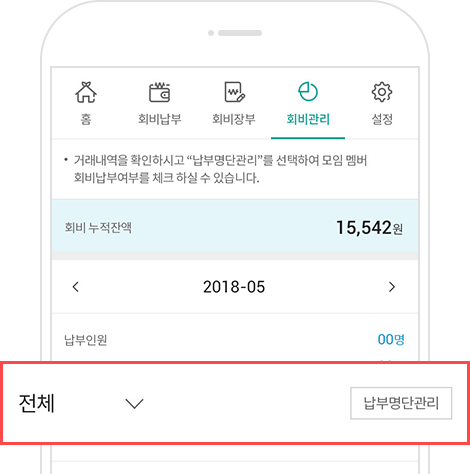 홈 회비납부 회비장부 회비관리 설정
• 거래내역을 확인하시고 “납부명단관리”를 선택하여 모임 멤버
회비납부여부를 체크 하실 수 있습니다.
회비 누적잔액 15,542원
2018-05
납부인원 00명
전체 납부명단관리